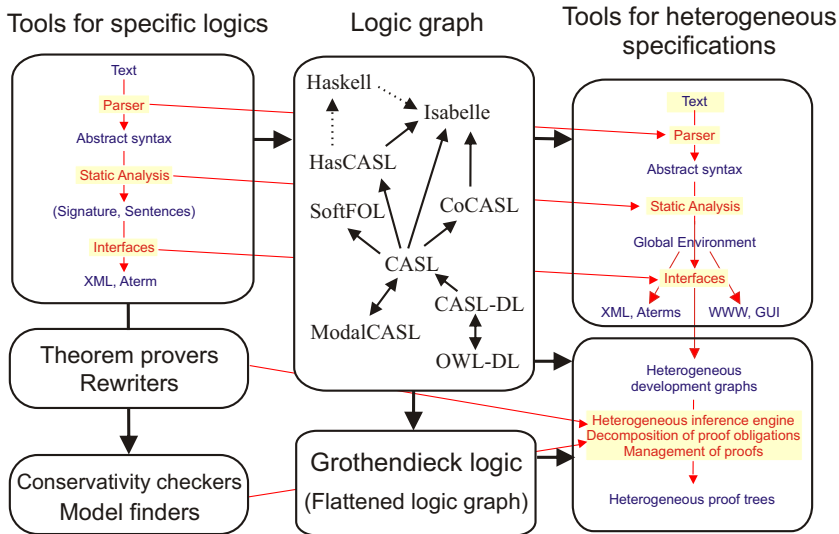 Tools for specific logics
Text
Parser
Abstract syntax
Static Analysis
(Signature, Sentences)
Interfaces
XML, Aterm
Theorem provers
Rewriters
Conservativity checkers
Model finders
Logic graph
Haskell
Isabelle
HasCASL
SoftFOL
CoCASL
CASL
CASL-DL
ModalCASL
OWL-DL
Grothendieck logic
(Flattened logic graph)
Tools for heterogeneous
specifications
Text
Parser
Abstract syntax
Static Analysis
Global Environment
Interfaces
XML, Aterms
WWW, GUI
Heterogeneous
development graphs
Heterogeneous inference engine
Decomposition of proof obligations
Management of proofs
Heterogeneous proof trees